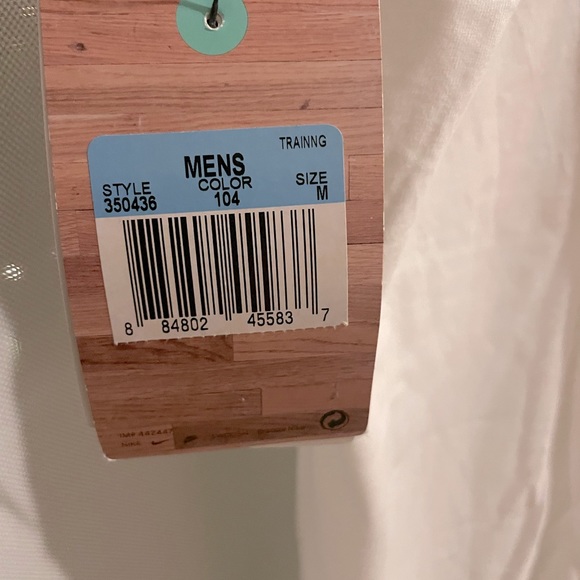 TRAINNG
MENS
STYLE COLOR SIZE
350436 104 M
8 84802 45583 7